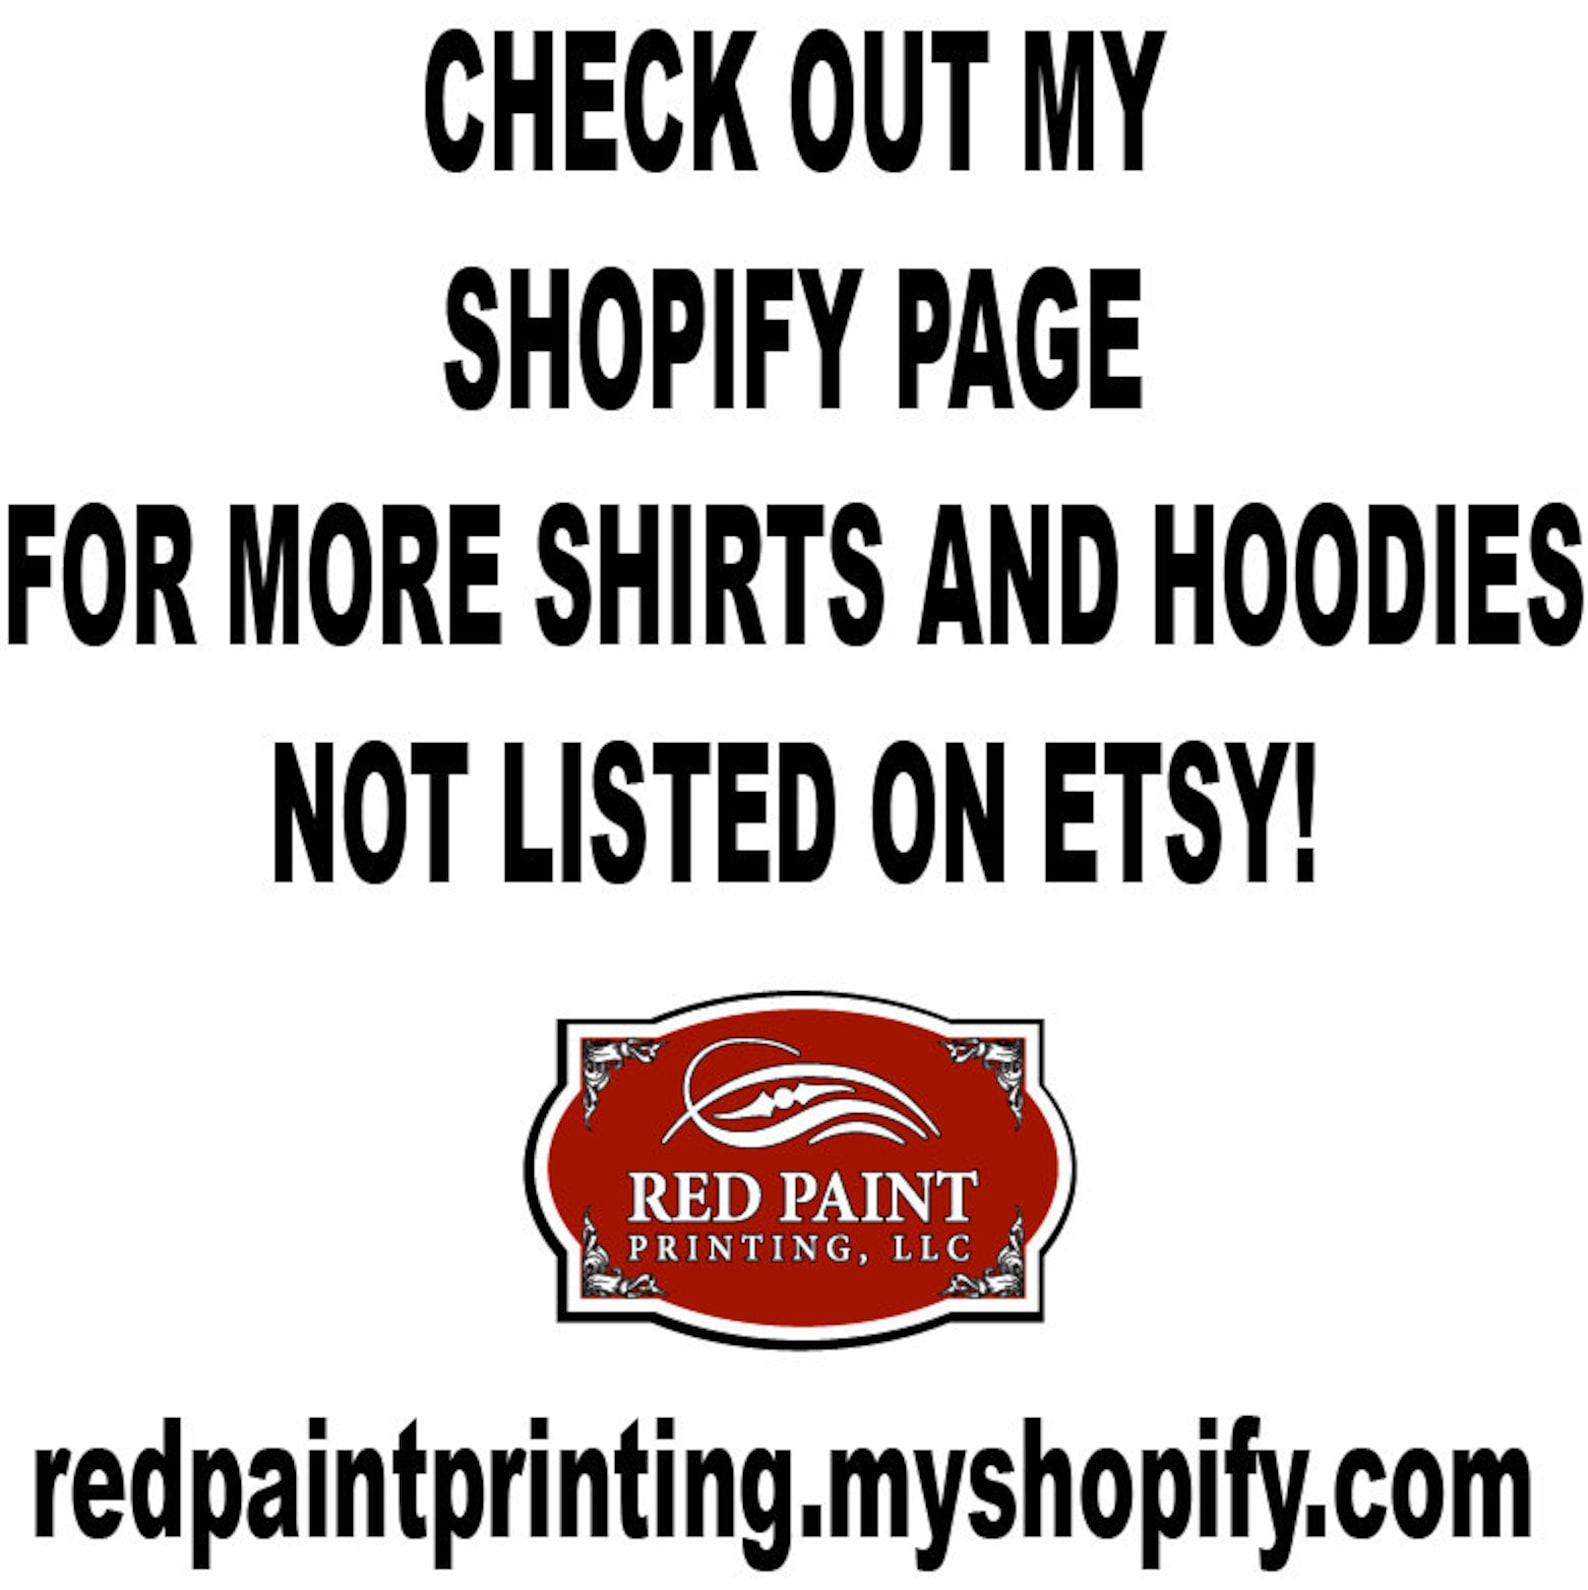 CHECK OUT MY
SHOPIFY PAGE
FOR MORE SHIRTS AND HOODIES
NOT LISTED ON ETSY!
RED PAINT
PRINTING, LLC
redpaintprinting.myshopify.com